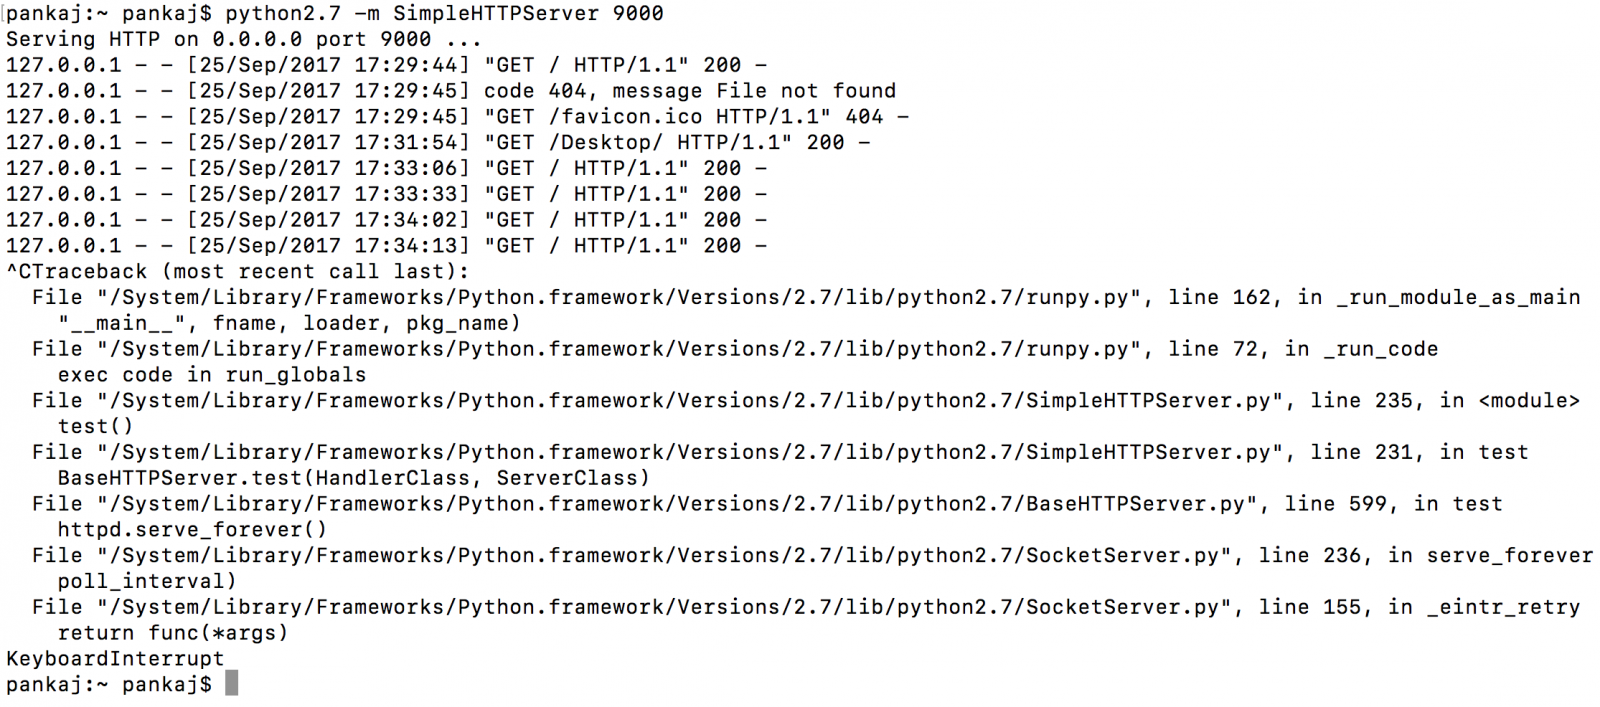 pankaj:~ pankaj$ python2.7 -m SimpleHTTPServer 9000
Serving HTTP on 0.0.0.0 port 9000 ...
127.0.0.1 - - [25/Sep/2017 17:29:44] "GET / HTTP/1.1" 200 -
127.0.0.1 - - [25/Sep/2017 17:29:45] code 404, message File not found
127.0.0.1 - - [25/Sep/2017 17:29:45] "GET /favicon.ico HTTP/1.1" 404 -
127.0.0.1 - - [25/Sep/2017 17:31:54] "GET /Desktop/ HTTP/1.1" 200 -
127.0.0.1 - - [25/Sep/2017 17:33:06] "GET / HTTP/1.1" 200 -
127.0.0.1 - - [25/Sep/2017 17:33:33] "GET / HTTP/1.1" 200 -
127.0.0.1 - - [25/Sep/2017 17:34:02] "GET / HTTP/1.1" 200 -
127.0.0.1 - - [25/Sep/2017 17:34:13] "GET / HTTP/1.1" 200 -
^CTraceback (most recent call last):
  File "/System/Library/Frameworks/Python.framework/Versions/2.7/lib/python2.7/runpy.py", line 162, in _run_module_as_main
    "__main__", fname, loader, pkg_name)
  File "/System/Library/Frameworks/Python.framework/Versions/2.7/lib/python2.7/runpy.py", line 72, in _run_code
    exec code in run_globals
  File "/System/Library/Frameworks/Python.framework/Versions/2.7/lib/python2.7/SimpleHTTPServer.py", line 235, in <module>
    test()
  File "/System/Library/Frameworks/Python.framework/Versions/2.7/lib/python2.7/SimpleHTTPServer.py", line 231, in test
    BaseHTTPServer.test(HandlerClass, ServerClass)
  File "/System/Library/Frameworks/Python.framework/Versions/2.7/lib/python2.7/BaseHTTPServer.py", line 599, in test
    httpd.serve_forever()
  File "/System/Library/Frameworks/Python.framework/Versions/2.7/lib/python2.7/SocketServer.py", line 236, in serve_forever
    poll_interval)
  File "/System/Library/Frameworks/Python.framework/Versions/2.7/lib/python2.7/SocketServer.py", line 155, in _eintr_retry
    return func(*args)
KeyboardInterrupt
pankaj:~ pankaj$